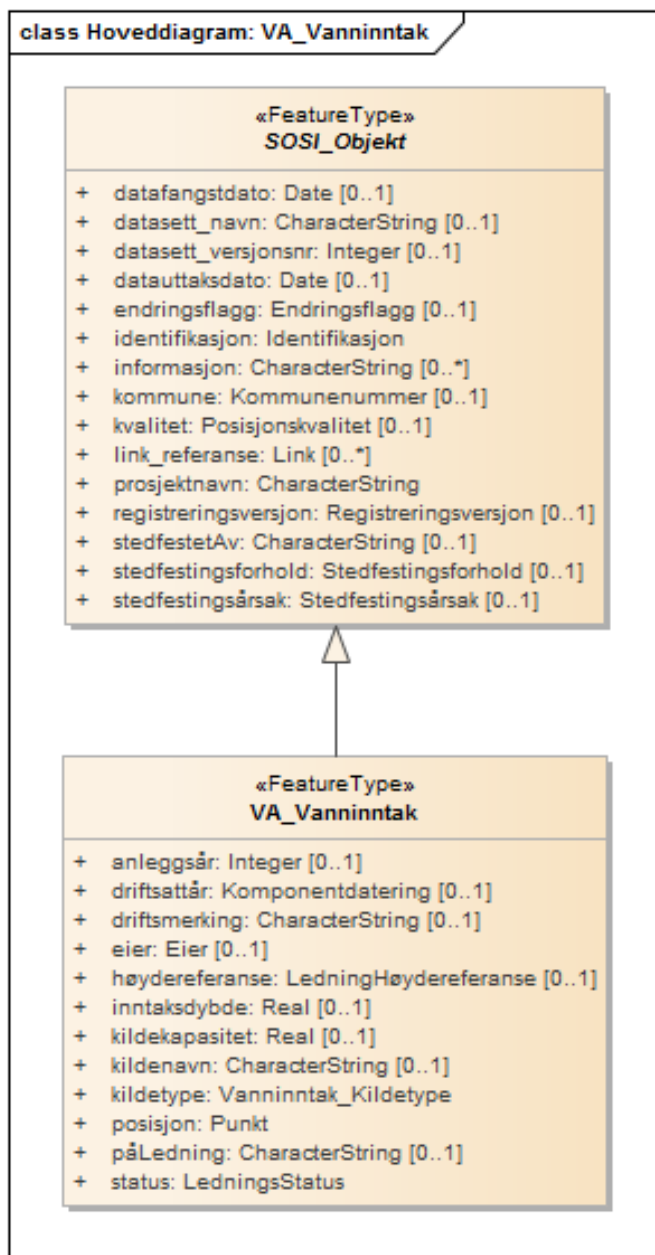 class Hoveddiagram: VA_Vanninntak
«FeatureType»
SOSI_Objekt
+ datafangstdato: Date [0..1]
+ datasett_navn: CharacterString [0..1]
+ datasett_versjonsnr: Integer [0..1]
+ datauttaksdato: Date [0..1]
+ endringsflagg: Endringsflagg [0..1]
+ identifikasjon: Identifikasjon
+ informasjon: CharacterString [0..*]
+ kommune: Kommunenummer [0..1]
+ kvalitet: Posisjonskvalitet [0..1]
+ link_referanse: Link [0..*]
+ prosjektnavn: CharacterString
+ registreringsversjon: Registreringsversjon [0..1]
+ stedfestetAv: CharacterString [0..1]
+ stedfestingsforhold: Stedfestingsforhold [0..1]
+ stedfestingsårsak: Stedfestingsårsak [0..1]
«FeatureType»
VA_Vanninntak
+ anleggsår: Integer [0..1]
+ driftsattår: Komponentdatering [0..1]
+ driftsmerking: CharacterString [0..1]
+ eier: Eier [0..1]
+ høydereferanse: LedningHøydereferanse [0..1]
+ inntaksdybde: Real [0..1]
+ kildekapasitet: Real [0..1]
+ kildenavn: CharacterString [0..1]
+ kildetype: Vanninntak_Kildetype
+ posisjon: Punkt
+ påLedning: CharacterString [0..1]
+ status: LedningsStatus